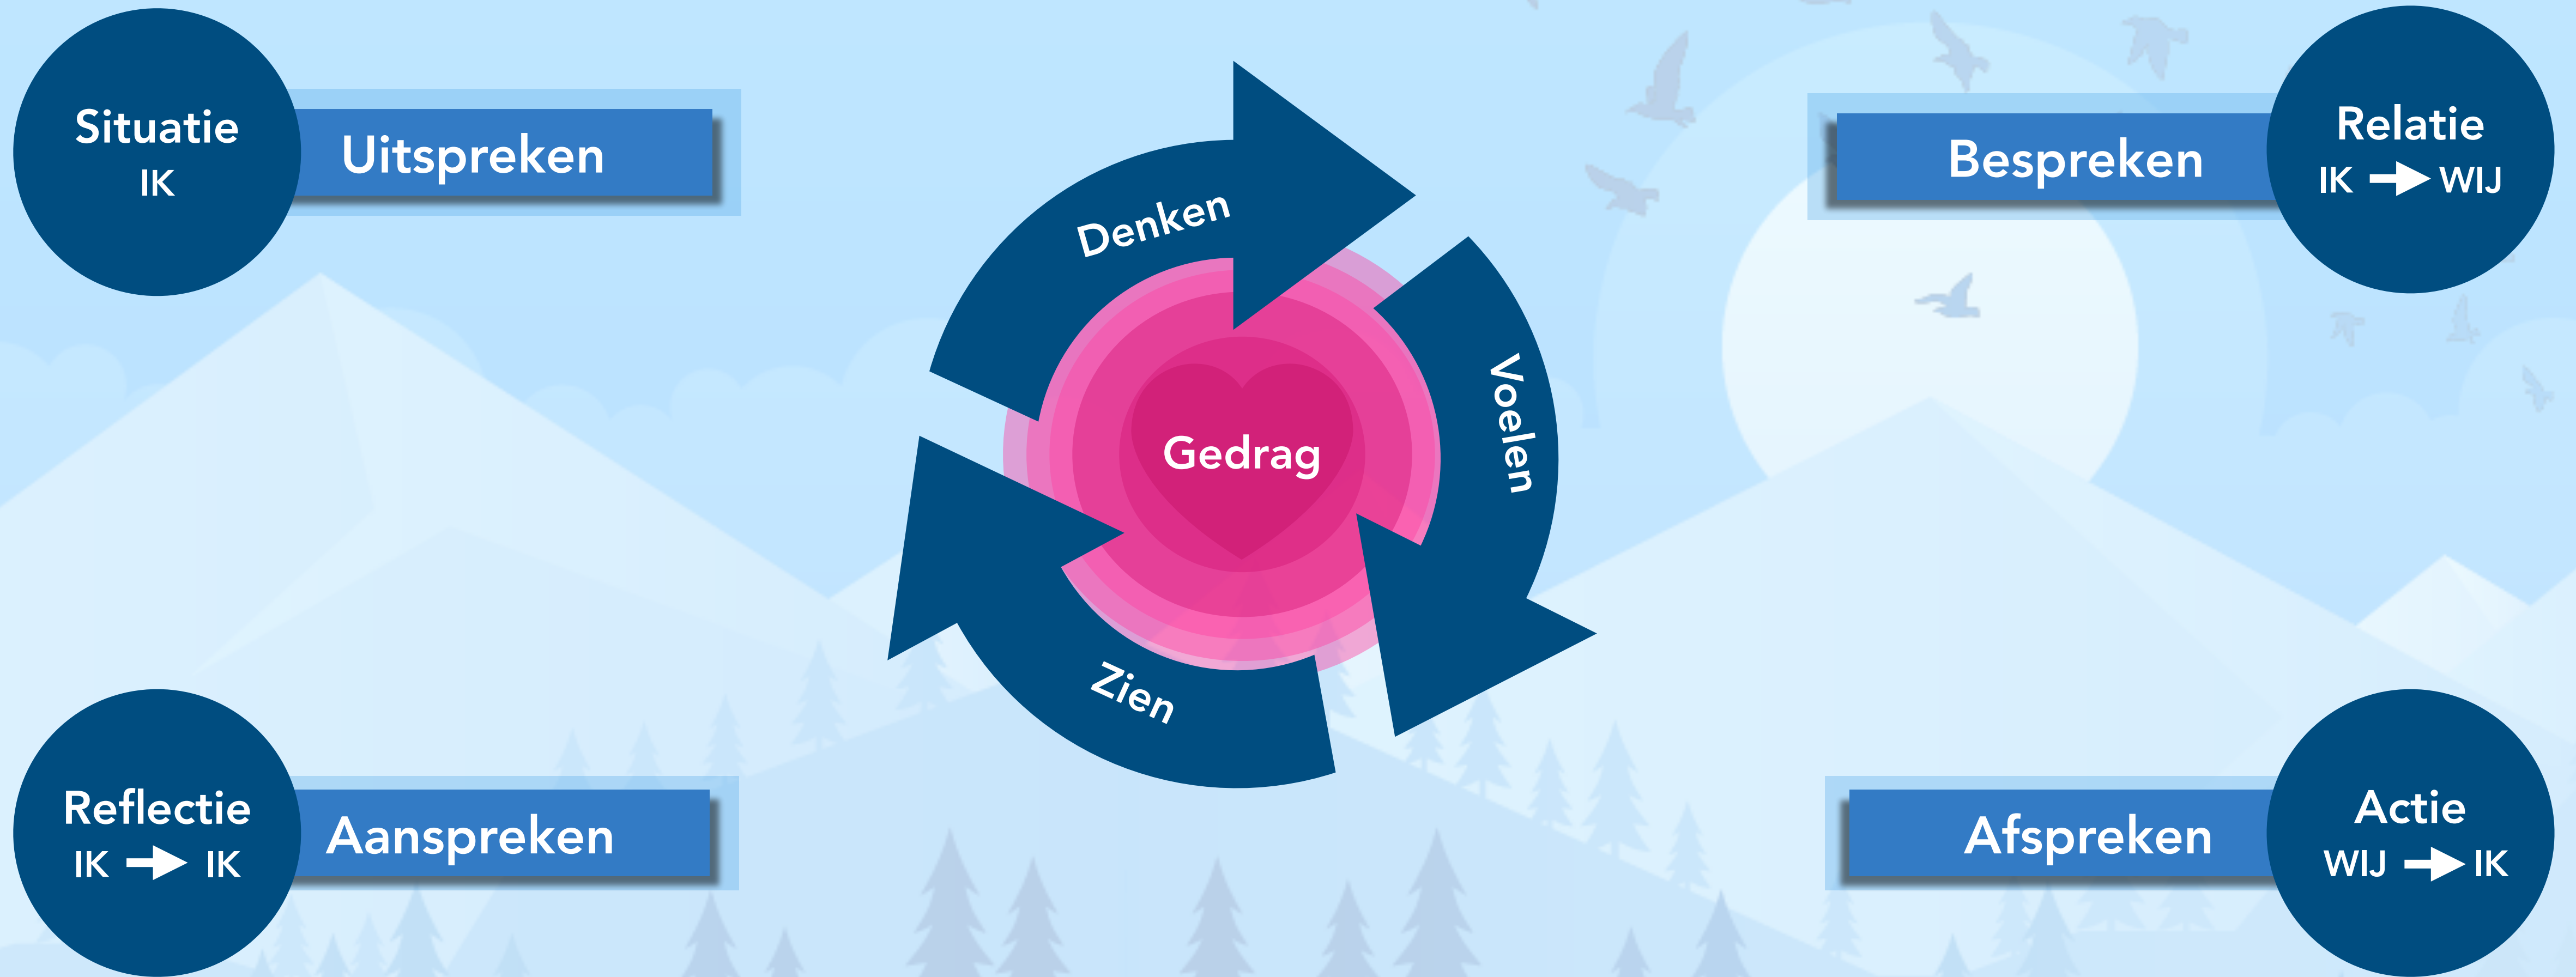 Situatie
IK
Uitspreken
Bespreken
Relatie
IK → WIJ
Denken
Voelen
Gedrag
Zien
Reflectie
IK → IK
Aanspreken
Afspreken
Actie
WIJ → IK